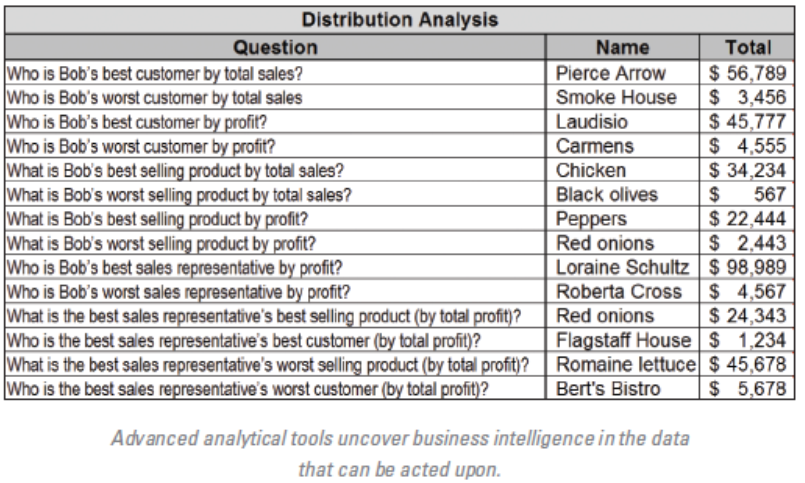 Distribution Analysis
Question Name Total
Who is Bob's best customer by total sales? Pierce Arrow $ 56,789
Who is Bob's worst customer by total sales Smoke House $ 3,456
Who is Bob's best customer by profit? Laudisio $ 45,777
Who is Bob's worst customer by profit? Carmens $ 4,555
What is Bob's best selling product by total sales? Chicken $ 34,234
What is Bob's worst selling product by total sales? Black olives $ 567
What is Bob's best selling product by profit? Peppers $ 22,444
What is Bob's worst selling product by profit? Red onions $ 2,443
Who is Bob's best sales representative by profit? Loraine Schultz $ 98,989
Who is Bob's worst sales representative by profit? Roberta Cross $ 4,567
What is the best sales representative's best selling product (by total profit)? Red onions $ 24,343
Who is the best sales representative's best customer (by total profit)? Flagstaff House $ 1,234
What is the best sales representative's worst selling product (by total profit)? Romaine lettuce $ 45,678
Who is the best sales representative's worst customer (by total profit)? Bert's Bistro $ 5,678
Advanced analytical tools uncover business intelligence in the data
that can be acted upon.